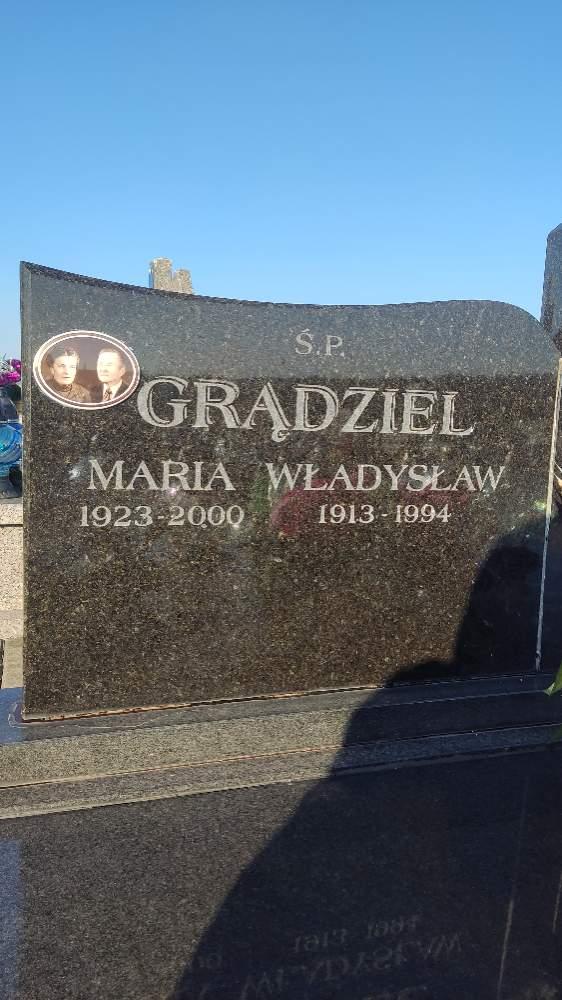 Ś.P.
GRĄDZIEL
MARIA WŁADYSŁAW
1923-2000 1913-1994